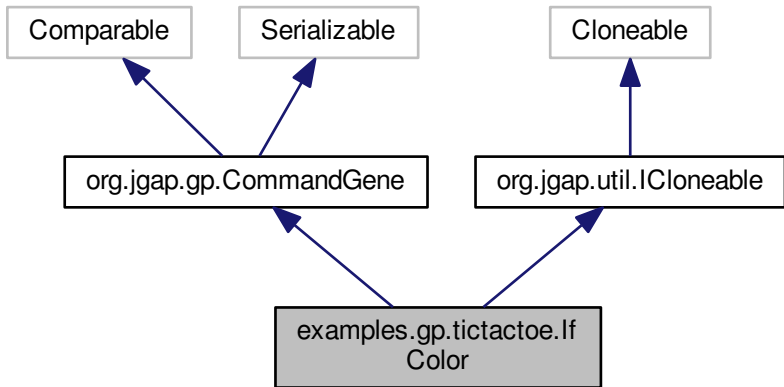 Comparable
Serializable
Cloneable
org.jgap.gp.CommandGene
org.jgap.util.ICloneable
examples.gp.tictactoe.If
Color